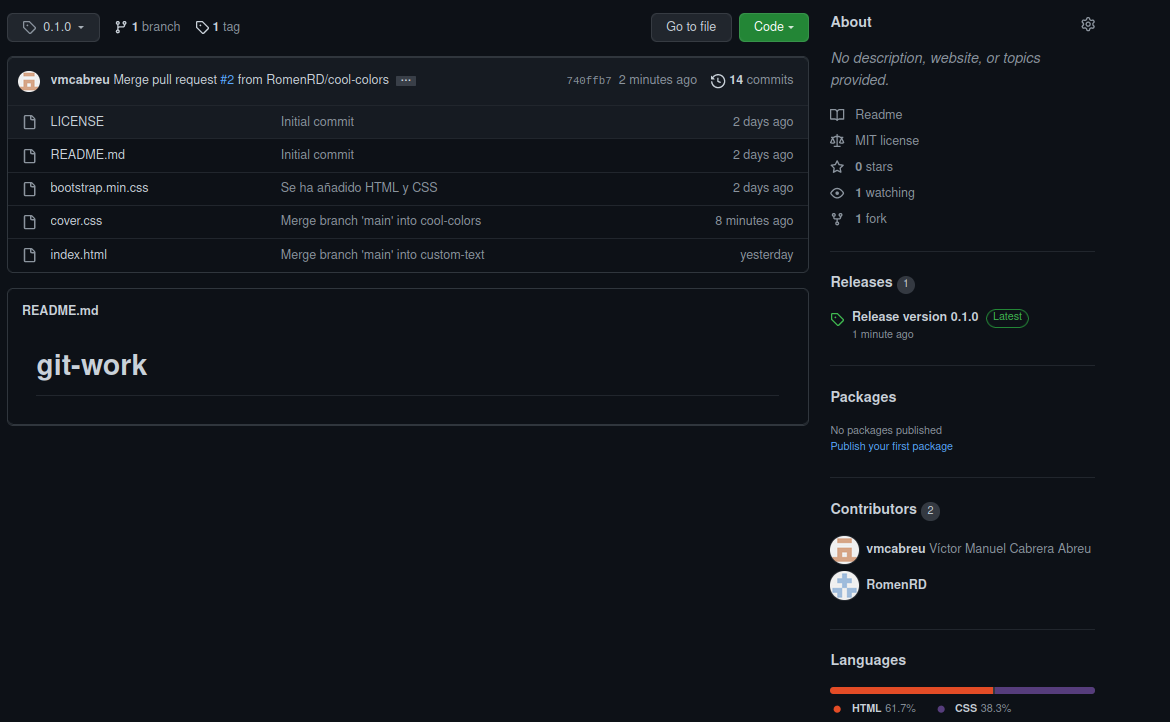 0.1.0 1 branch 1 tag Go to file Code
vmcabreu Merge pull request #2 from RomenRD/cool-colors ... 740ffb7 2 minutes ago 14 commits
LICENSE Initial commit 2 days ago
README.md Initial commit 2 days ago
bootstrap.min.css Se ha añadido HTML y CSS 2 days ago
cover.css Merge branch 'main' into cool-colors 8 minutes ago
index.html Merge branch 'main' into custom-text yesterday
README.md
git-work
About
No description, website, or topics
provided.
Readme
MIT license
0 stars
1 watching
1 fork
Releases 1
Release version 0.1.0 Latest
1 minute ago
Packages
No packages published
Publish your first package
Contributors 2
vmcabreu Víctor Manuel Cabrera Abreu
RomenRD
Languages
HTML 61.7% CSS 38.3%